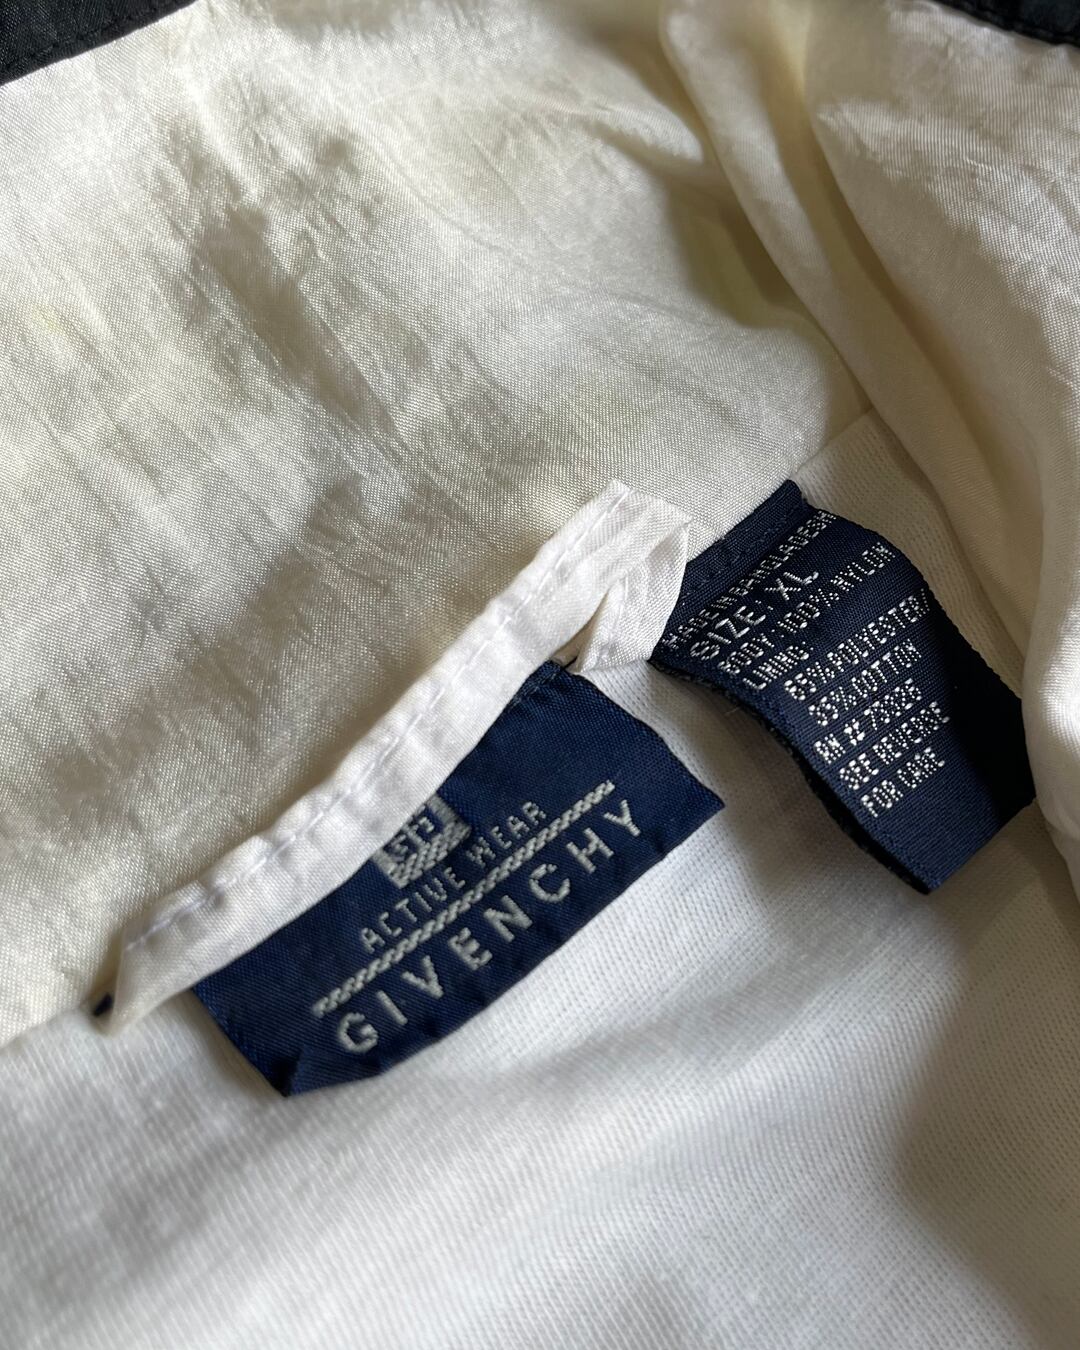 ACTIVE WEAR
GIVENCHY
MADE IN BANGLADESH
SIZE: XL
BODY: 100% NYLON
LINING:
65% POLYESTER
35% COTTON
SEE REVERSE
FOR CARE